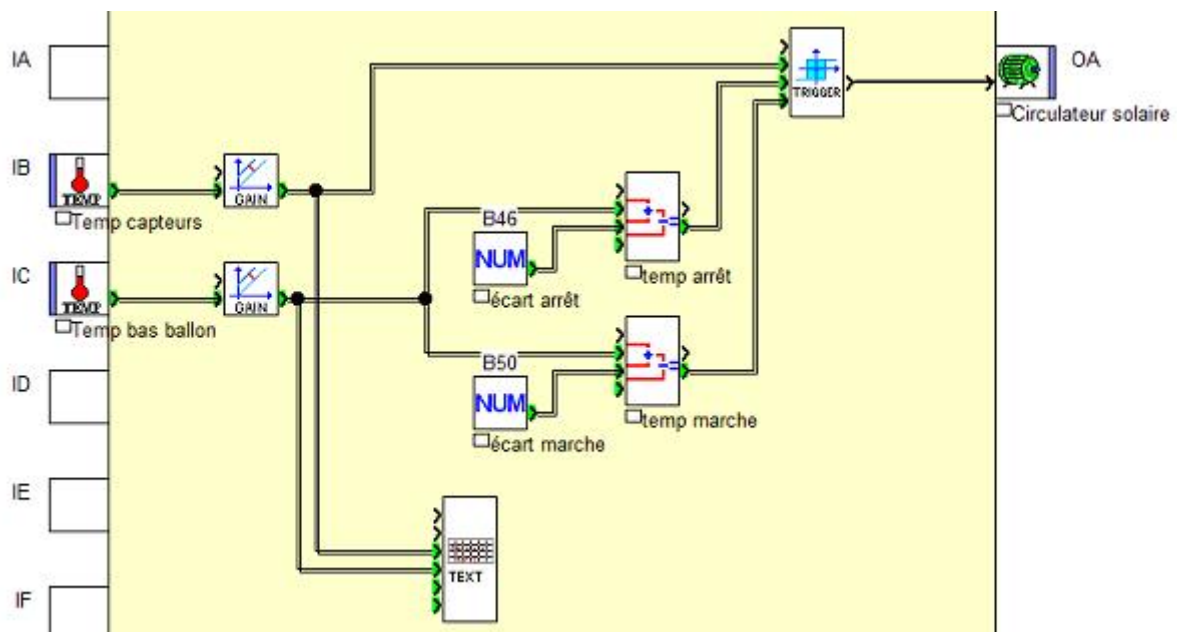 IA
OA
TRIGGER
Circulateur solaire
IB
TEMP
GAIN
Temp capteurs
B46
NUM
écart arrêt
temp arrêt
IC
TEMP
GAIN
Temp bas ballon
B50
NUM
écart marche
temp marche
ID
IE
TEXT
IF